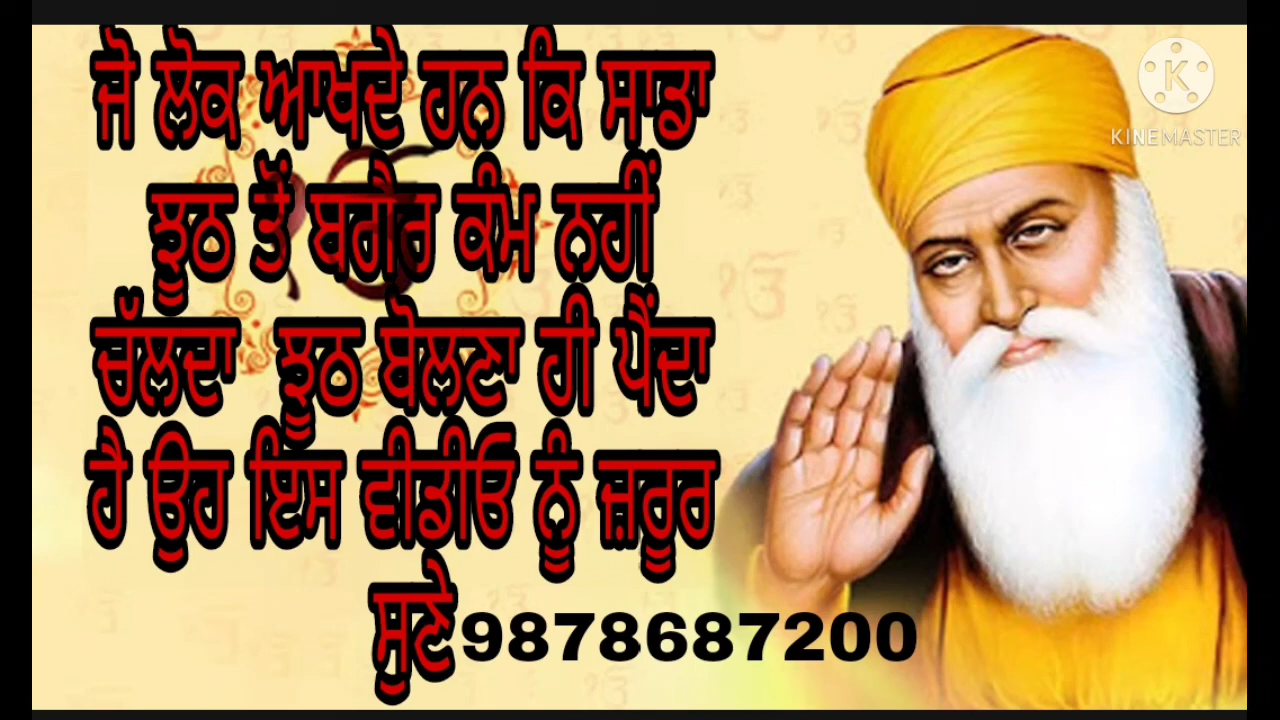 ਜੋ ਲੋਕ ਆਖਦੇ ਹਨ ਕਿ ਸਾਡਾ
ਝੂਠ ਤੋਂ ਬਗੈਰ ਕੰਮ ਨਹੀਂ
ਚੱਲਦਾ ਝੂਠ ਬੋਲਣਾ ਹੀ ਪੈਂਦਾ
ਹੈ ਉਹ ਇਸ ਵੀਡੀਓ ਨੂੰ ਜ਼ਰੂਰ
ਸੁਣੇ 9878687200
K
KINEMASTER